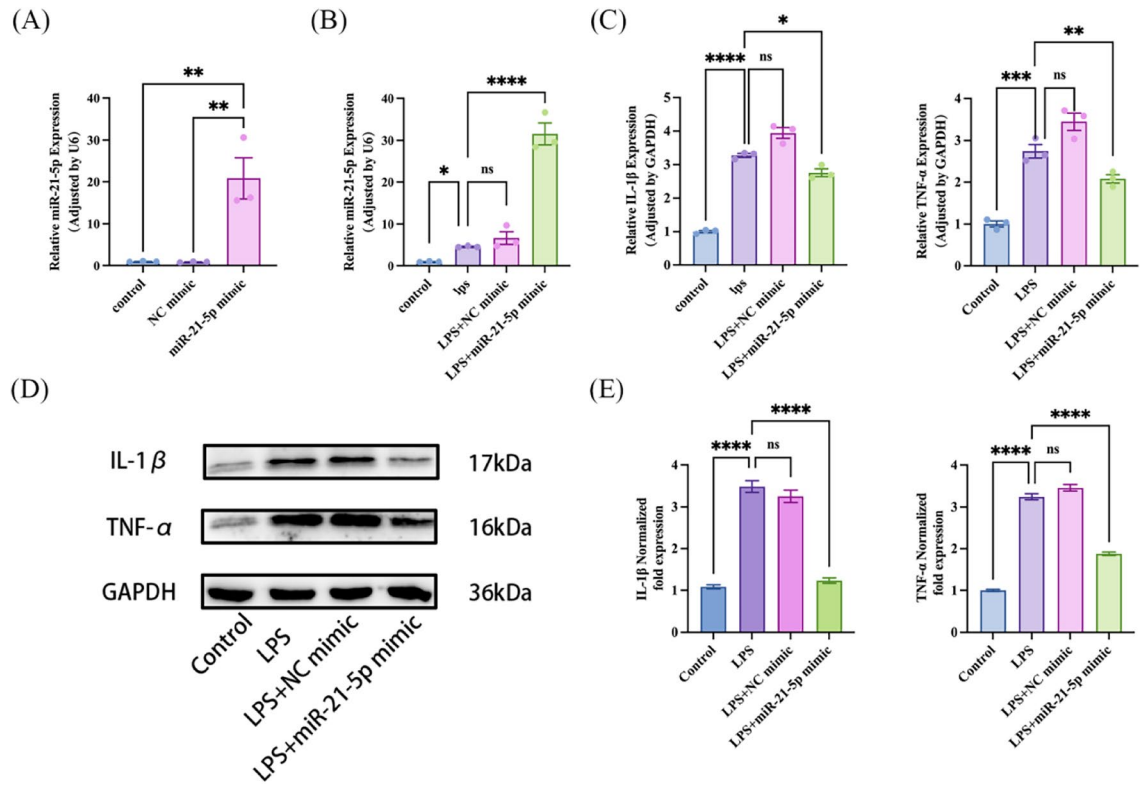 (A)
**
**
Relative miR-21-5p Expression
(Adjusted by U6)
40
30
20
10
0
control
NC mimic
miR-21-5p mimic
(B)
****
*
ns
Relative miR-21-5p Expression
(Adjusted by U6)
40
30
20
10
0
control
lps
LPS+NC mimic
LPS+miR-21-5p mimic
(C)
*
****
ns
Relative IL-1β Expression
(Adjusted by GAPDH)
5
4
3
2
1
0
control
lps
LPS+NC mimic
LPS+miR-21-5p mimic
**
***
ns
Relative TNF-α Expression
(Adjusted by GAPDH)
4
3
2
1
0
Control
LPS
LPS+NC mimic
LPS+miR-21-5p mimic
(D)
IL-1β
17kDa
TNF-α
16kDa
GAPDH
36kDa
Control
LPS
LPS+NC mimic
LPS+miR-21-5p mimic
(E)
****
****
ns
IL-1β Normalized
fold expression
4
3
2
1
0
Control
LPS
LPS+NC mimic
LPS+miR-21-5p mimic
****
****
ns
TNF-α Normalized
fold expression
4
3
2
1
0
Control
LPS
LPS+NC mimic
LPS+miR-21-5p mimic